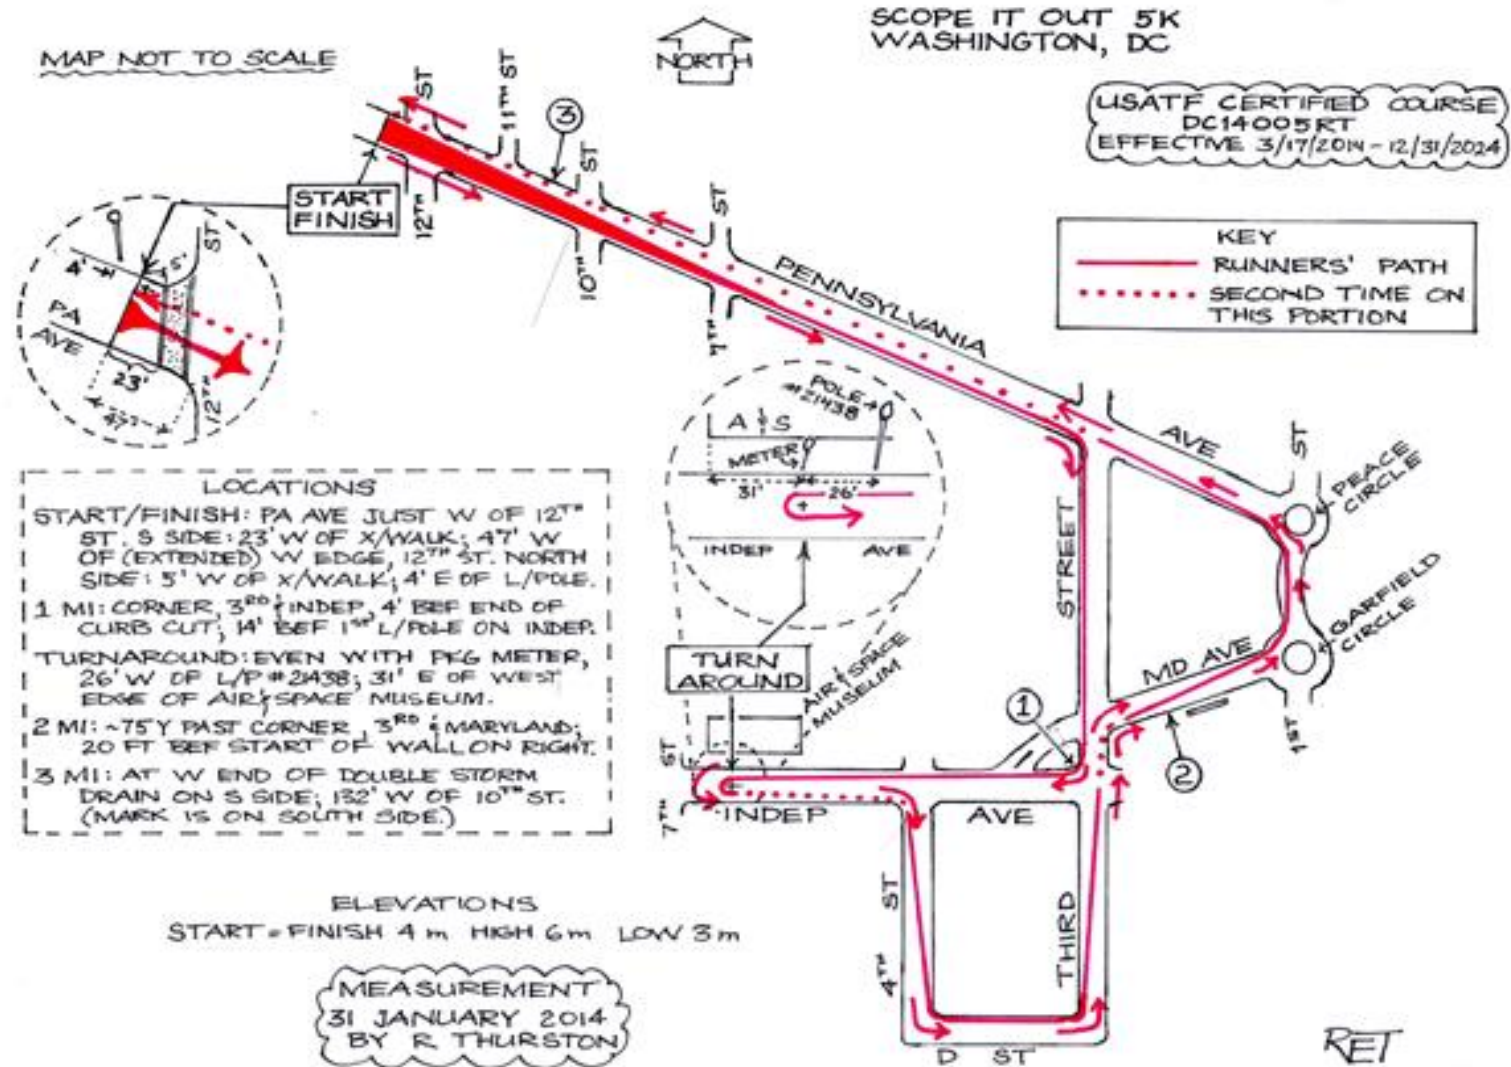 SCOPE IT OUT 5K
WASHINGTON, DC
MAP NOT TO SCALE
NORTH
USATF CERTIFIED COURSE
DC14005RT
EFFECTIVE 3/17/2014 - 12/31/2024
KEY
RUNNERS' PATH
SECOND TIME ON
THIS PORTION
START
FINISH
12TH ST
11TH ST
3
10TH ST
7TH ST
PENNSYLVANIA AVE
4'
5'
ST
PA
AVE
23'
47'
12TH
POLE
#21438
A & S
METER
31'
26'
INDEP AVE
TURN
AROUND
AIR & SPACE
MUSEUM
STREET
THIRD
1
2
MD AVE
ST
1ST
PEACE
CIRCLE
GARFIELD
CIRCLE
7TH ST
INDEP AVE
4TH ST
D ST
LOCATIONS
START/FINISH: PA AVE JUST W OF 12TH
ST. S SIDE: 23' W OF X/WALK; 47' W
OF (EXTENDED) W EDGE, 12TH ST. NORTH
SIDE: 5' W OF X/WALK; 4' E OF L/POLE.
1 MI: CORNER, 3RD & INDEP, 4' BEF END OF
CURB CUT; 14' BEF 1ST L/POLE ON INDEP.
TURNAROUND: EVEN WITH PKG METER,
26' W OF L/P #21438; 31' E OF WEST
EDGE OF AIR & SPACE MUSEUM.
2 MI: ~75Y PAST CORNER, 3RD & MARYLAND;
20 FT BEF START OF WALL ON RIGHT.
3 MI: AT W END OF DOUBLE STORM
DRAIN ON S SIDE; 132' W OF 10TH ST.
(MARK IS ON SOUTH SIDE.)
ELEVATIONS
START = FINISH 4 m HIGH 6 m LOW 3 m
MEASUREMENT
31 JANUARY 2014
BY R THURSTON
RET